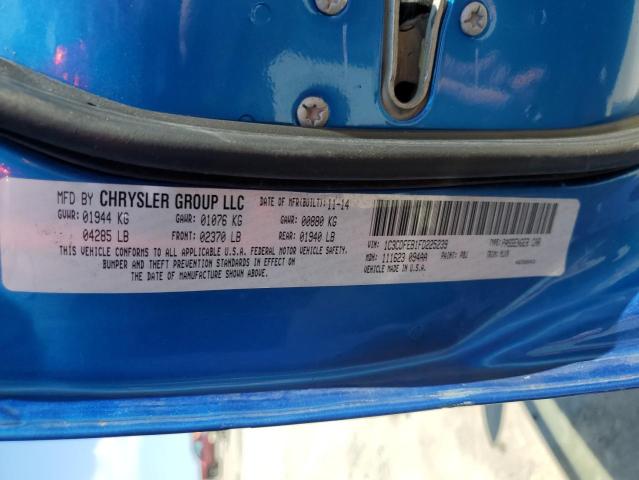 MFD BY CHRYSLER GROUP LLC DATE OF MFR(BUILT): 11-14
GVWR: 01944 KG GAWR: 01076 KG GAWR: 00880 KG
04285 LB FRONT: 02370 LB REAR: 01940 LB
THIS VEHICLE CONFORMS TO ALL APPLICABLE U.S.A. FEDERAL MOTOR VEHICLE SAFETY,
BUMPER AND THEFT PREVENTION STANDARDS IN EFFECT ON
THE DATE OF MANUFACTURE SHOWN ABOVE.
VIN: 1C3CDFEB1FD225239 TYPE: PASSENGER CAR
MDH: 111623 094AA PAINT: PBJ TRIM:
VEHICLE MADE IN U.S.A.